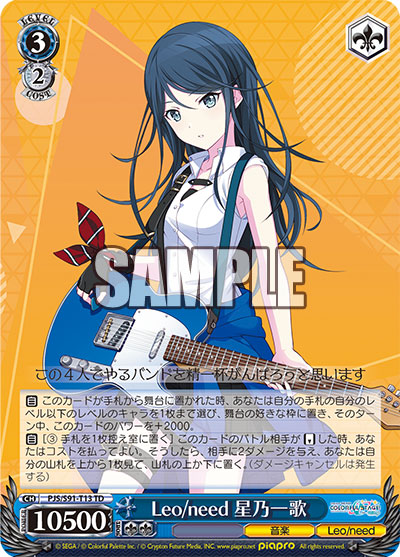 LEVEL
3
2
COST
SAMPLE
この4人でやるバンドを精一杯がんばろうと思います
自 このカードが手札から舞台に置かれた時、あなたは自分の手札の自分のレ
ベル以下のレベルのキャラを1枚まで選び、舞台の好きな枠に置き、そのター
ン中、このカードのパワーを+2000。
自 [③ 手札を1枚控え室に置く] このカードのバトル相手が した時、あな
たはコストを払ってよい。そうしたら、相手に2ダメージを与え、あなたは自
分の山札を上から1枚見て、山札の上か下に置く。(ダメージキャンセルは発
生する)
CH PJS/S91-T13 TD
POWER 10500
Leo/need 星乃一歌
音楽 Leo/need
© SEGA / © Colorful Palette Inc. / © Crypton Future Media, INC. www.piapro.net piapro